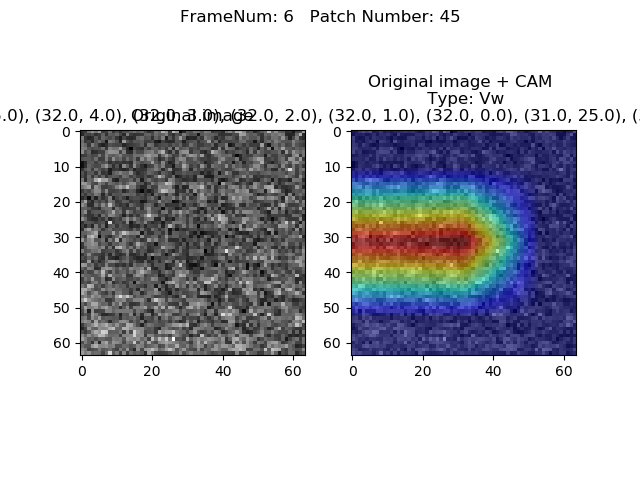 FrameNum: 6   Patch Number: 45
Original image + CAM
Type: Vw
.0), (32.0, 4.0), (32.0, 3.0), (32.0, 2.0), (32.0, 1.0), (32.0, 0.0), (31.0, 25.0), (
Original image
0
10
20
30
40
50
60
0 20 40 60
0
10
20
30
40
50
60
0 20 40 60